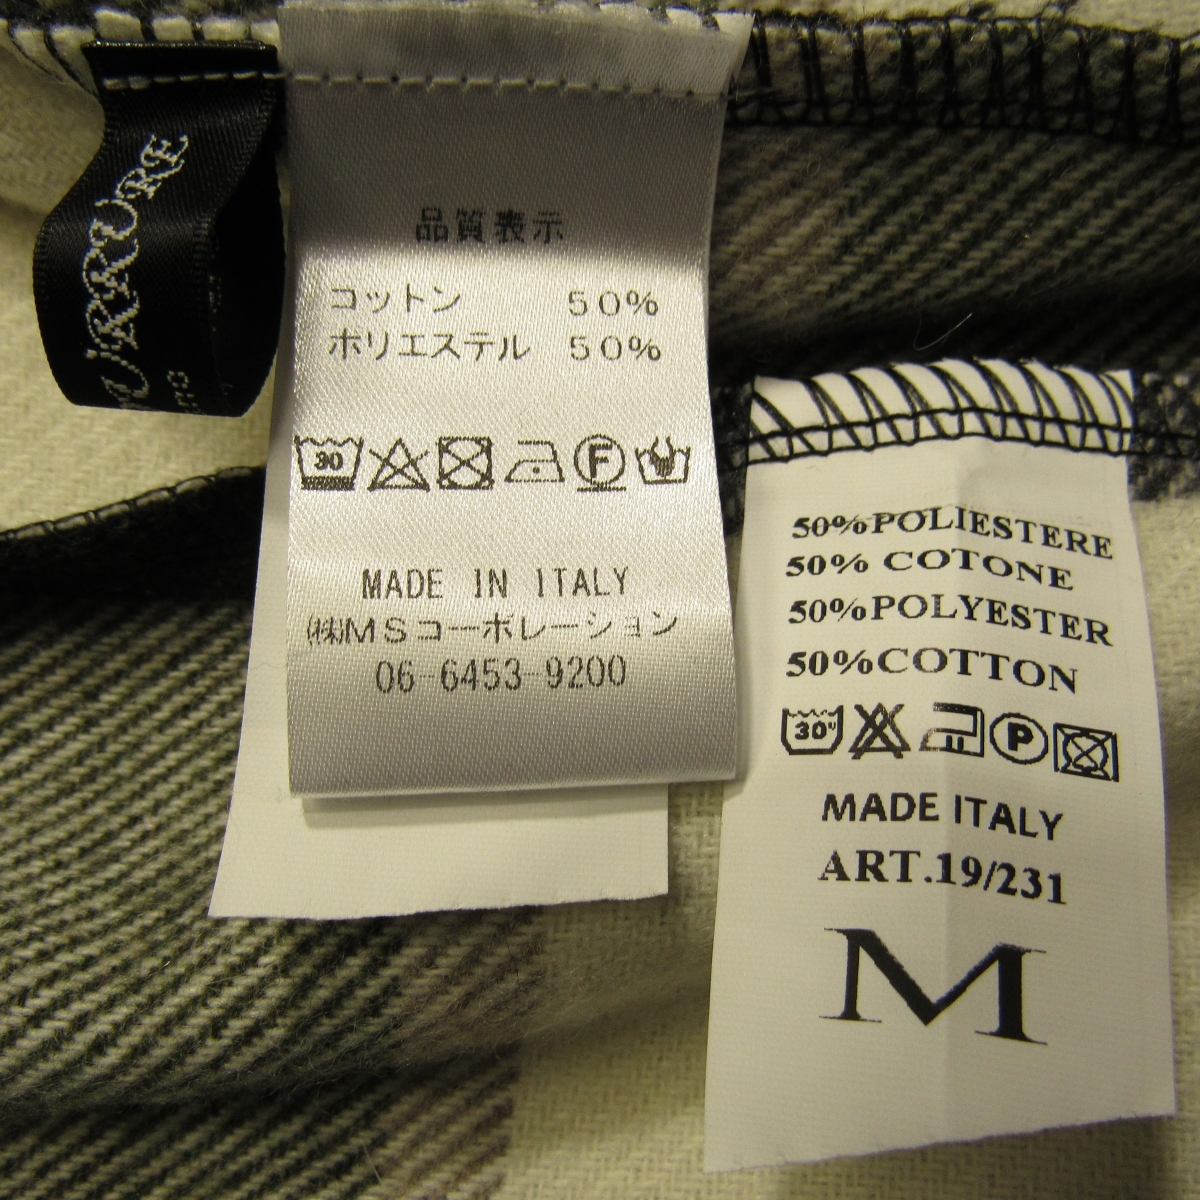 品質表示
コットン 50%
ポリエステル 50%
30 F
MADE IN ITALY
㈱MSコーポレーション
06-6453-9200
50%POLIESTERE
50% COTONE
50%POLYESTER
50%COTTON
30° P
MADE ITALY
ART.19/231
M